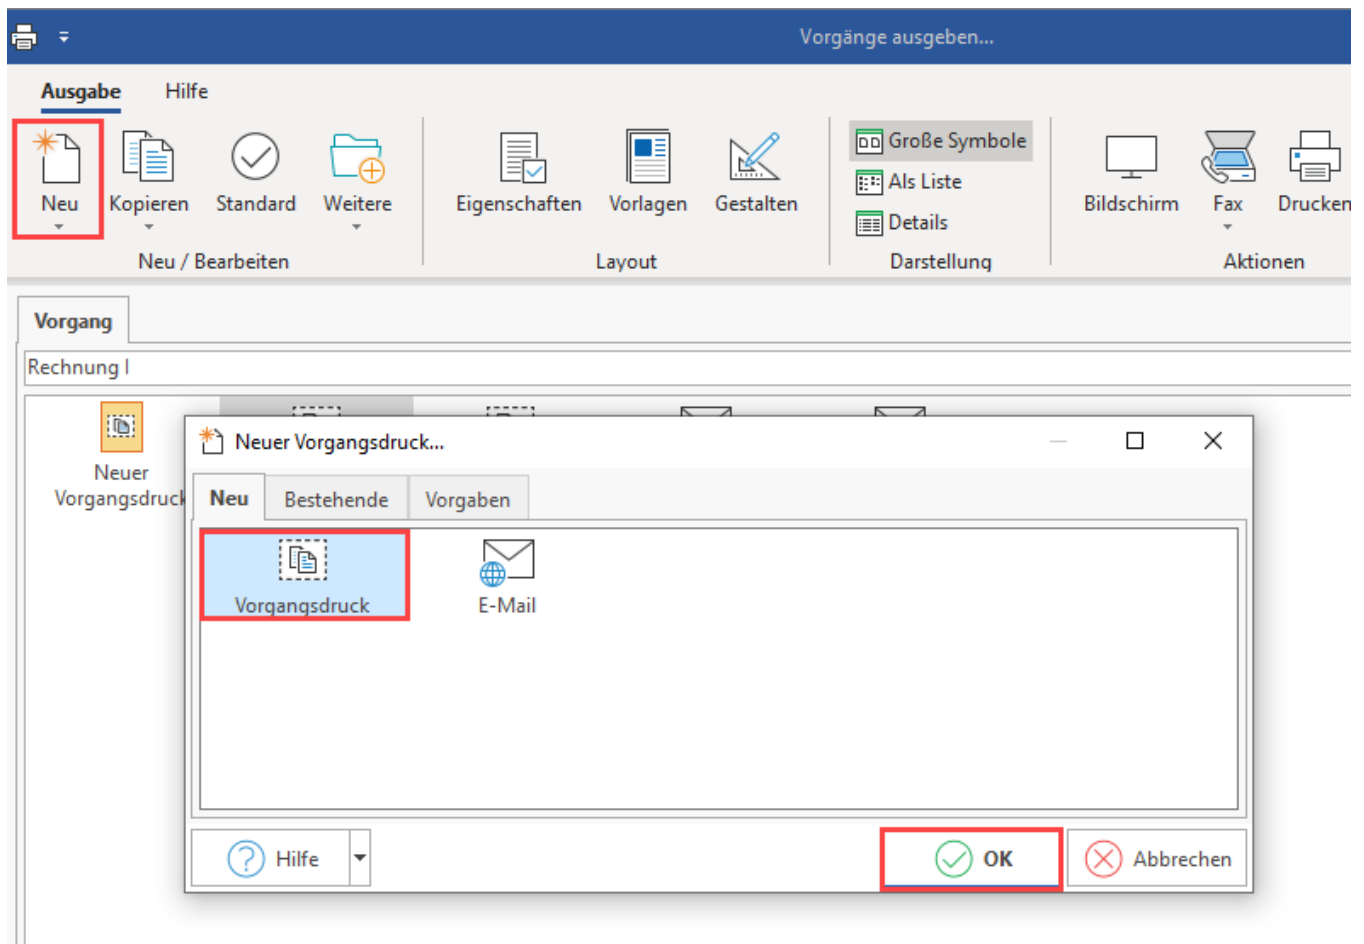 Vorgänge ausgeben...
Ausgabe Hilfe
Neu Kopieren Standard Weitere Eigenschaften Vorlagen Gestalten
Große Symbole
Als Liste
Details
Bildschirm Fax Drucken
Neu / Bearbeiten Layout Darstellung Aktionen
Vorgang
Rechnung I
Neuer
Vorgangsdruck
Neuer Vorgangsdruck...
Neu Bestehende Vorgaben
Vorgangsdruck E-Mail
Hilfe OK Abbrechen